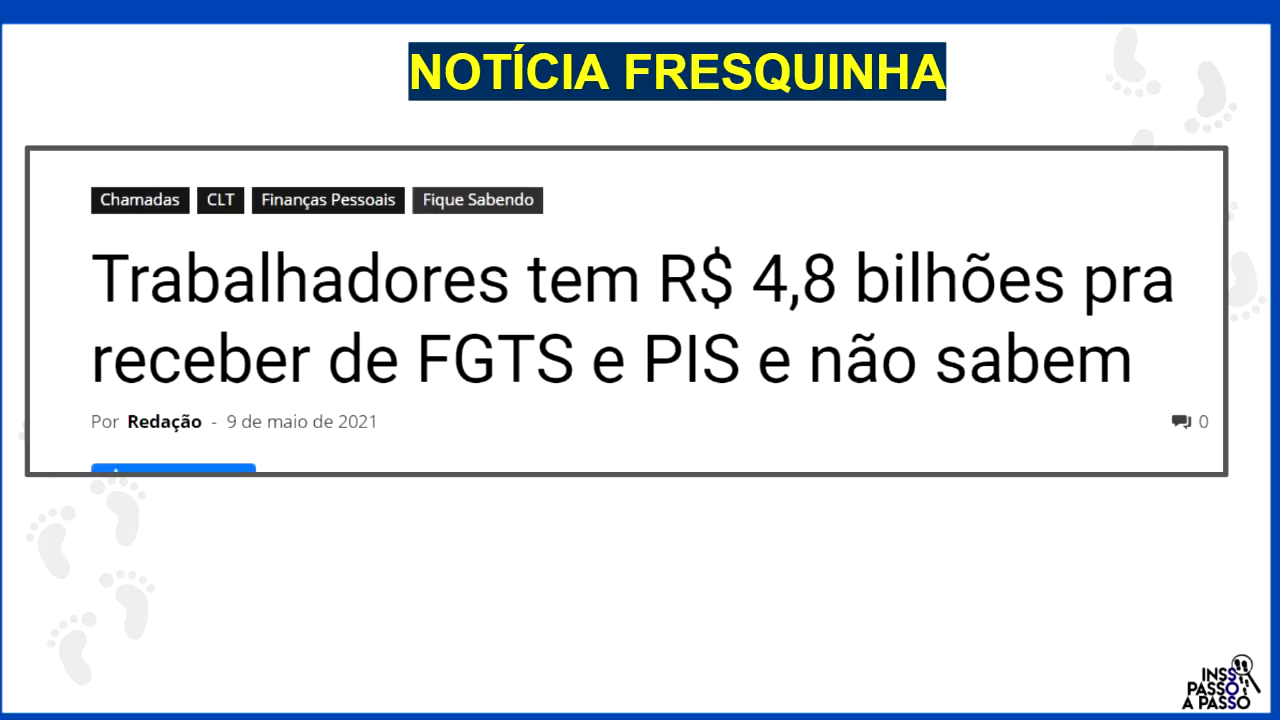 NOTÍCIA FRESQUINHA
Chamadas CLT Finanças Pessoais Fique Sabendo
Trabalhadores tem R$ 4,8 bilhões pra
receber de FGTS e PIS e não sabem
Por Redação - 9 de maio de 2021 0
INSS
PASSO
A PASSO